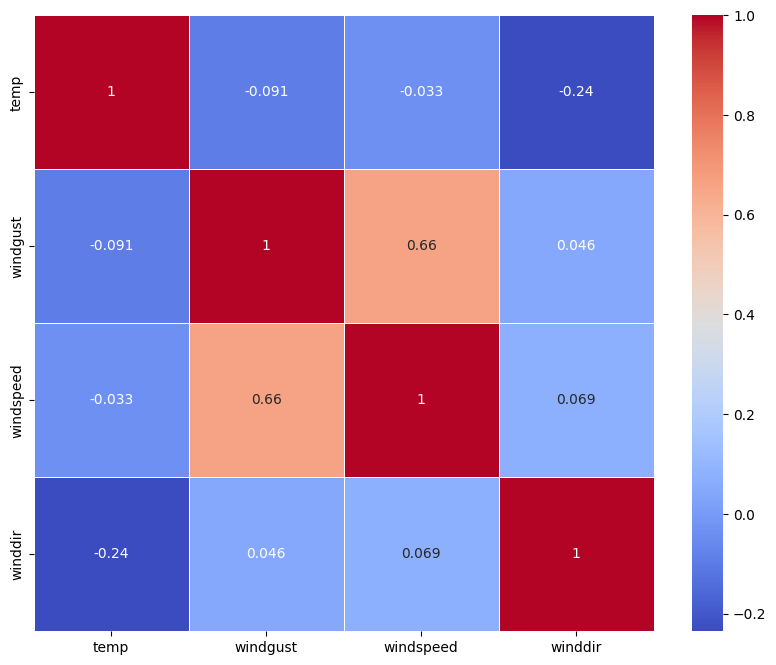 temp 1 -0.091 -0.033 -0.24
windgust -0.091 1 0.66 0.046
windspeed -0.033 0.66 1 0.069
winddir -0.24 0.046 0.069 1
temp windgust windspeed winddir
1.0
0.8
0.6
0.4
0.2
0.0
−0.2